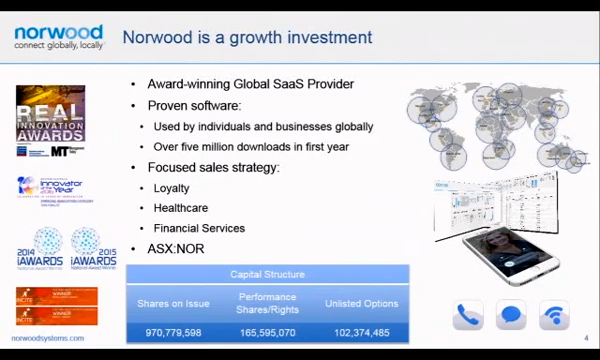 norwood
connect globally, locally
Norwood is a growth investment
• Award-winning Global SaaS Provider
• Proven software:
• Used by individuals and businesses globally
• Over five million downloads in first year
• Focused sales strategy:
• Loyalty
• Healthcare
• Financial Services
• ASX:NOR
REAL
INNOVATION
AWARDS
MT
Innovator
of the
Year
2014
iAWARDS
2015
iAWARDS
INCITE
WINNER
INCITE
WINNER
Capital Structure
Shares on Issue
Performance
Shares/Rights
Unlisted Options
970,779,598
165,595,070
102,374,485
norwoodsystems.com
4